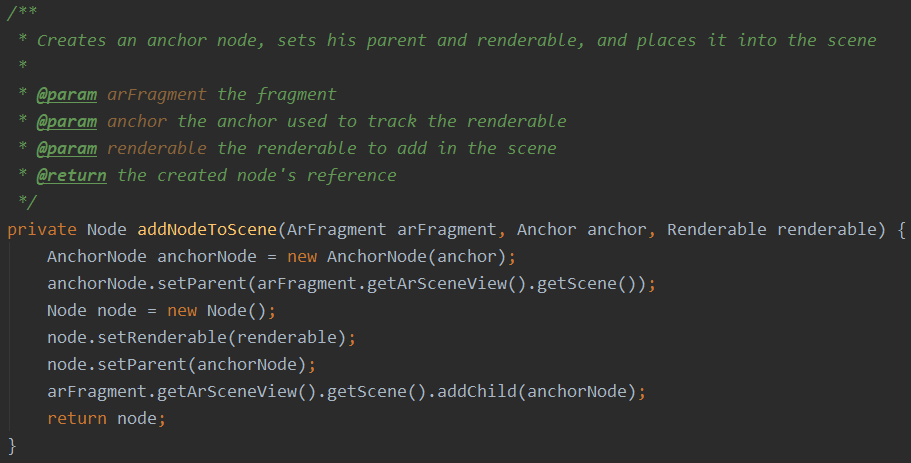 /**
 * Creates an anchor node, sets his parent and renderable, and places it into the scene
 *
 * @param arFragment the fragment
 * @param anchor the anchor used to track the renderable
 * @param renderable the renderable to add in the scene
 * @return the created node's reference
 */
private Node addNodeToScene(ArFragment arFragment, Anchor anchor, Renderable renderable) {
    AnchorNode anchorNode = new AnchorNode(anchor);
    anchorNode.setParent(arFragment.getArSceneView().getScene());
    Node node = new Node();
    node.setRenderable(renderable);
    node.setParent(anchorNode);
    arFragment.getArSceneView().getScene().addChild(anchorNode);
    return node;
}